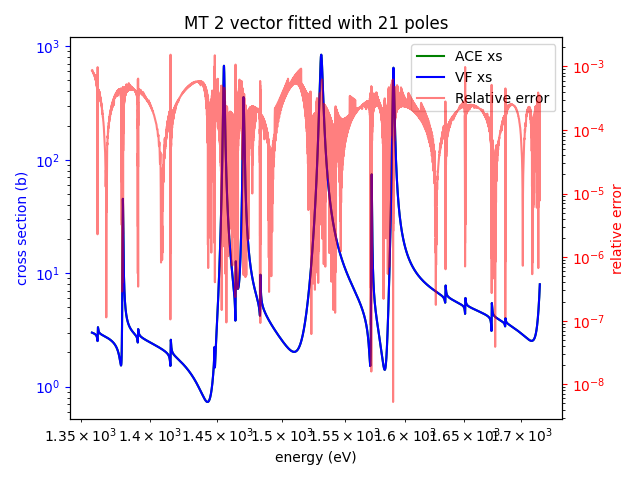 MT 2 vector fitted with 21 poles
ACE xs
VF xs
Relative error
10³
10²
10¹
10⁰
cross section (b)
10⁻³
10⁻⁴
10⁻⁵
10⁻⁶
10⁻⁷
10⁻⁸
relative error
1.35×10³ 1.4×10³ 1.45×10³ 1.5×10³ 1.55×10³ 1.6×10³ 1.65×10³ 1.7×10³
energy (eV)